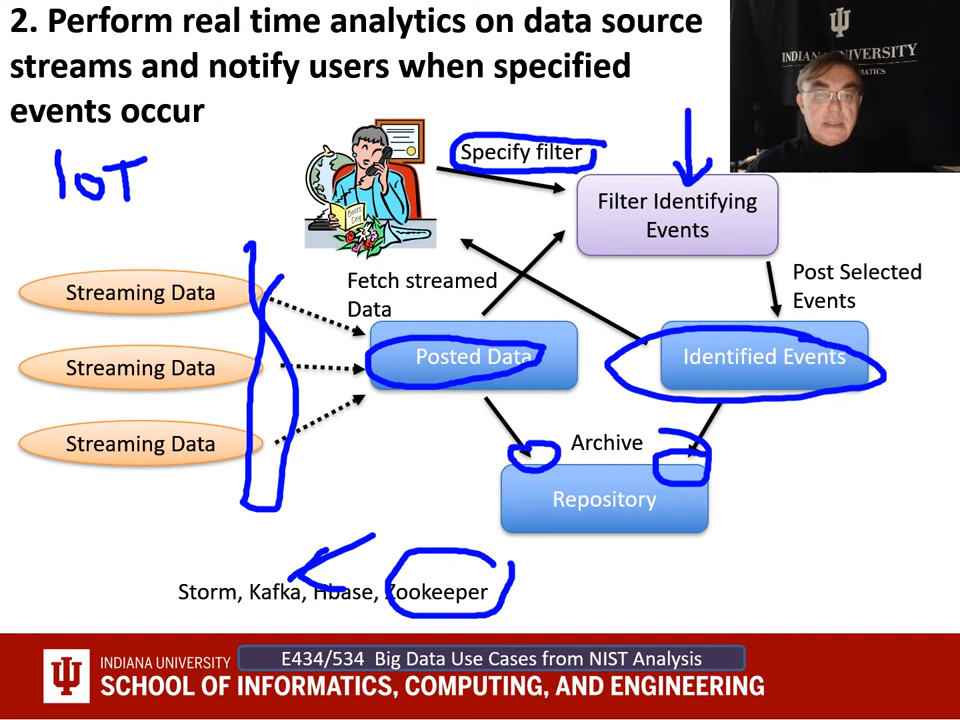 2. Perform real time analytics on data source
streams and notify users when specified
events occur
INDIANA UNIVERSITY
IoT
Specify filter
Filter Identifying
Events
Fetch streamed
Data
Post Selected
Events
Streaming Data
Streaming Data
Streaming Data
Posted Data
Identified Events
Archive
Repository
Storm, Kafka, Hbase, Zookeeper
INDIANA UNIVERSITY
E434/534 Big Data Use Cases from NIST Analysis
SCHOOL OF INFORMATICS, COMPUTING, AND ENGINEERING